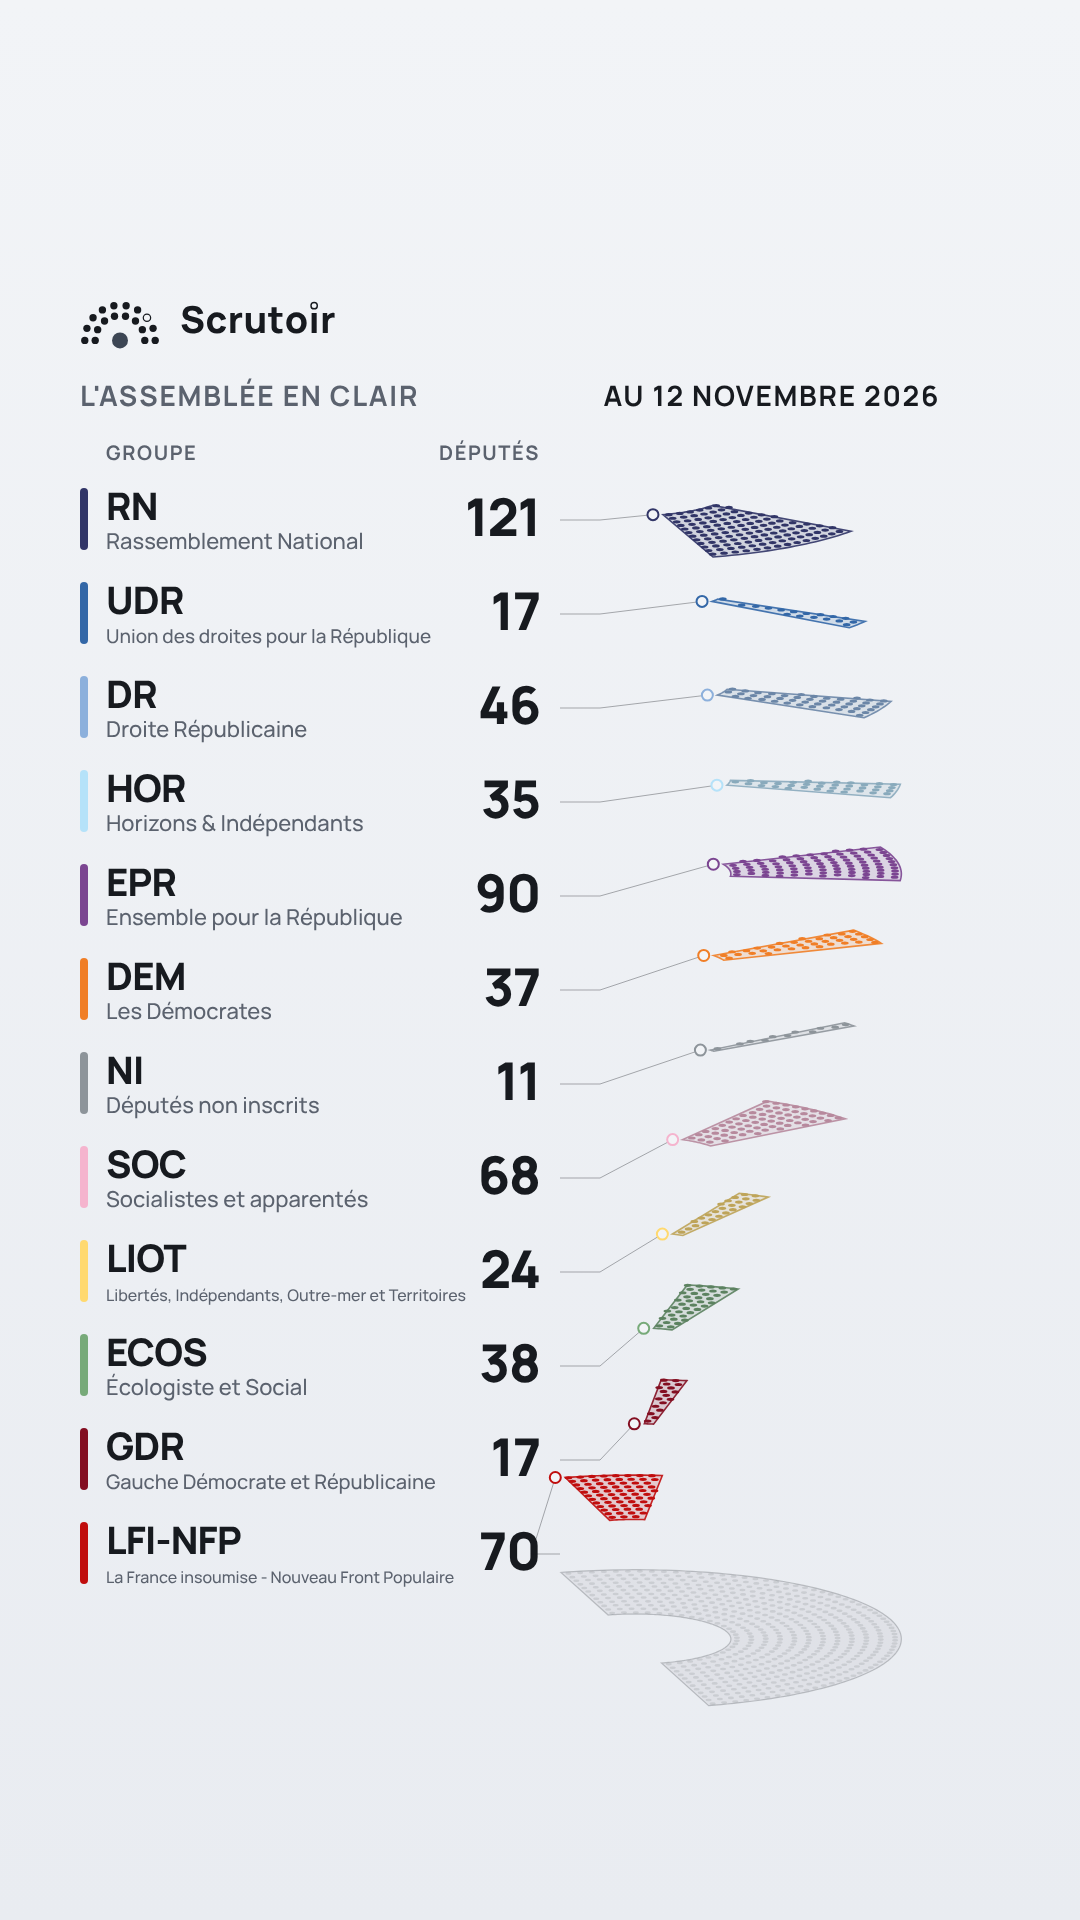 Scrutoir
L'ASSEMBLÉE EN CLAIR
AU 12 NOVEMBRE 2026
GROUPE DÉPUTÉS
RN
Rassemblement National
121
UDR
Union des droites pour la République
17
DR
Droite Républicaine
46
HOR
Horizons & Indépendants
35
EPR
Ensemble pour la République
90
DEM
Les Démocrates
37
NI
Députés non inscrits
11
SOC
Socialistes et apparentés
68
LIOT
Libertés, Indépendants, Outre-mer et Territoires
24
ECOS
Écologiste et Social
38
GDR
Gauche Démocrate et Républicaine
17
LFI-NFP
La France insoumise - Nouveau Front Populaire
70